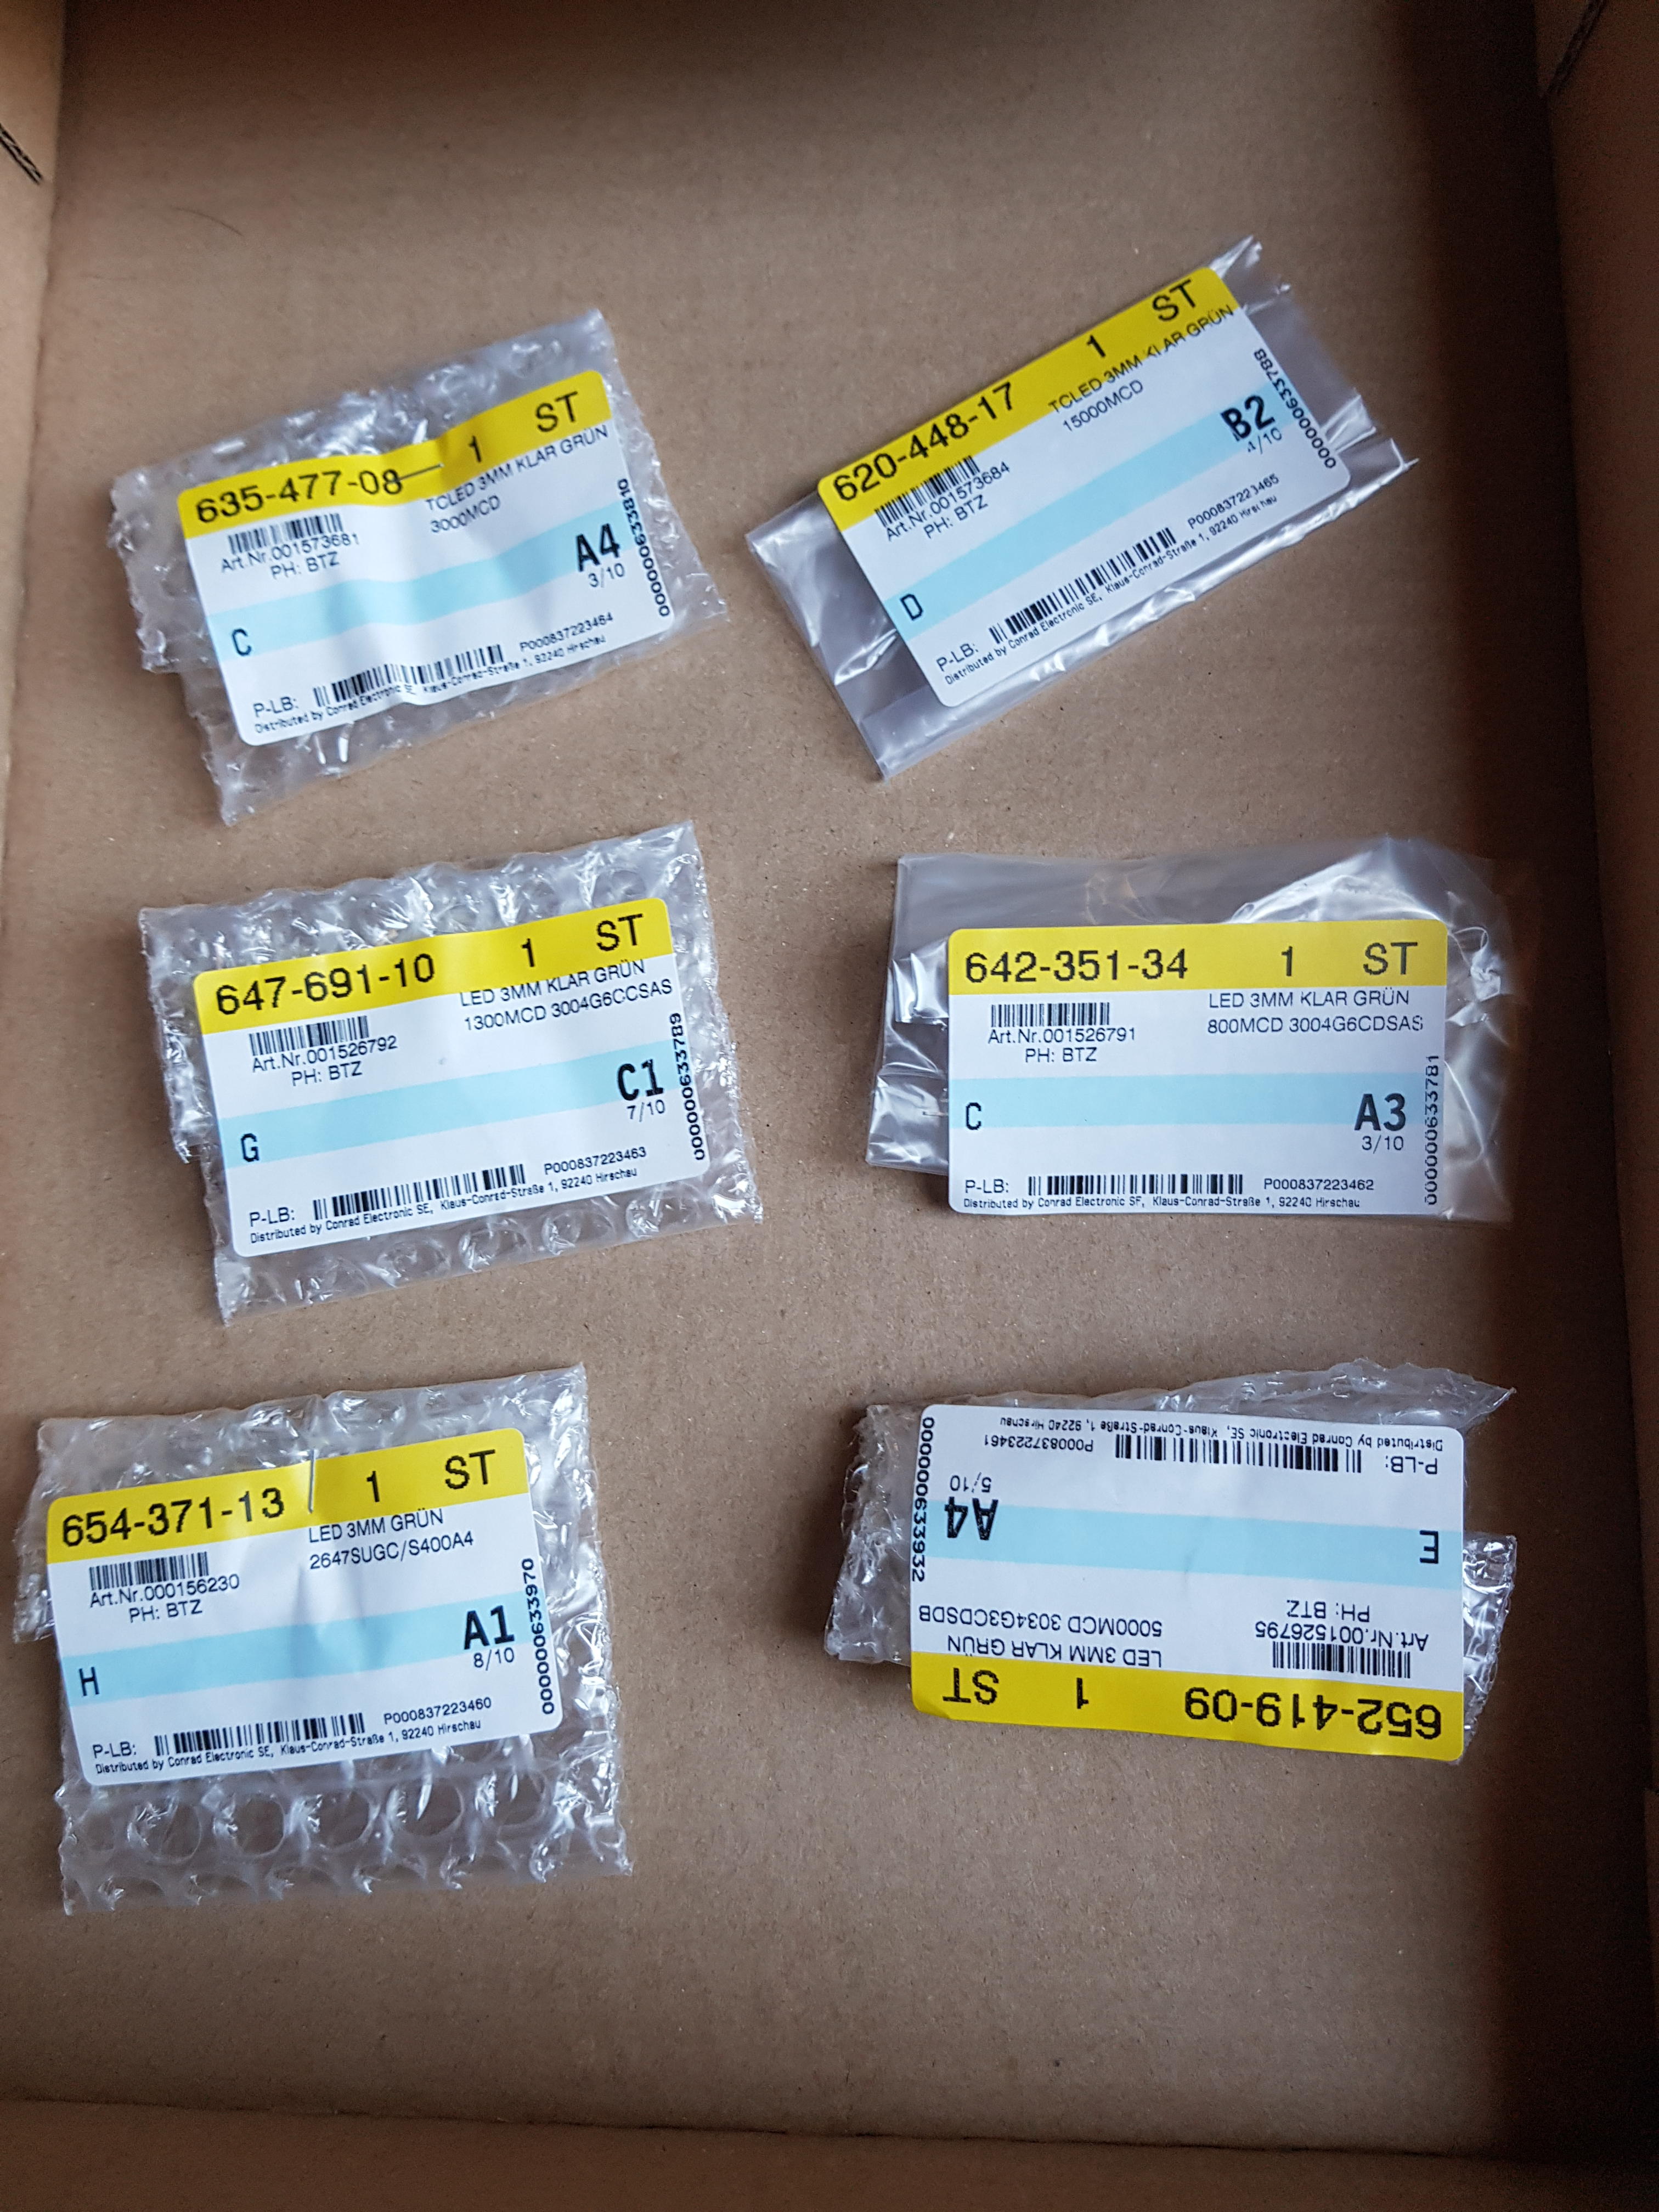 635-477-08 1 ST
TCLED 3MM KLAR GRÜN
3000MCD
Art.Nr.001573681
PH: BTZ
C A4
3/10
000000633810
P-LB: P000837223464
Distributed by Conrad Electronic SE, Klaus-Conrad-Straße 1, 92240 Hirschau
620-448-17 1 ST
TCLED 3MM KLAR GRÜN
15000MCD
Art.Nr.001573684
PH: BTZ
D B2
4/10
000000633788
P-LB: P000837223465
Distributed by Conrad Electronic SE, Klaus-Conrad-Straße 1, 92240 Hirschau
647-691-10 1 ST
LED 3MM KLAR GRÜN
1300MCD 3004G6CCSAS
Art.Nr.001526792
PH: BTZ
G C1
7/10
000000633789
P-LB: P000837223463
Distributed by Conrad Electronic SE, Klaus-Conrad-Straße 1, 92240 Hirschau
642-351-34 1 ST
LED 3MM KLAR GRÜN
800MCD 3004G6CDSAS
Art.Nr.001526791
PH: BTZ
C A3
3/10
000000633781
P-LB: P000837223462
Distributed by Conrad Electronic SE, Klaus-Conrad-Straße 1, 92240 Hirschau
654-371-13 1 ST
LED 3MM GRÜN
2647SUGC/S400A4
Art.Nr.000156230
PH: BTZ
H A1
8/10
000000633970
P-LB: P000837223460
Distributed by Conrad Electronic SE, Klaus-Conrad-Straße 1, 92240 Hirschau
652-419-09 1 ST
LED 3MM KLAR GRÜN
5000MCD 3034G3CDSDB
Art.Nr.001526795
PH: BTZ
E A4
5/10
000000633932
P-LB: P000837223461
Distributed by Conrad Electronic SE, Klaus-Conrad-Straße 1, 92240 Hirschau